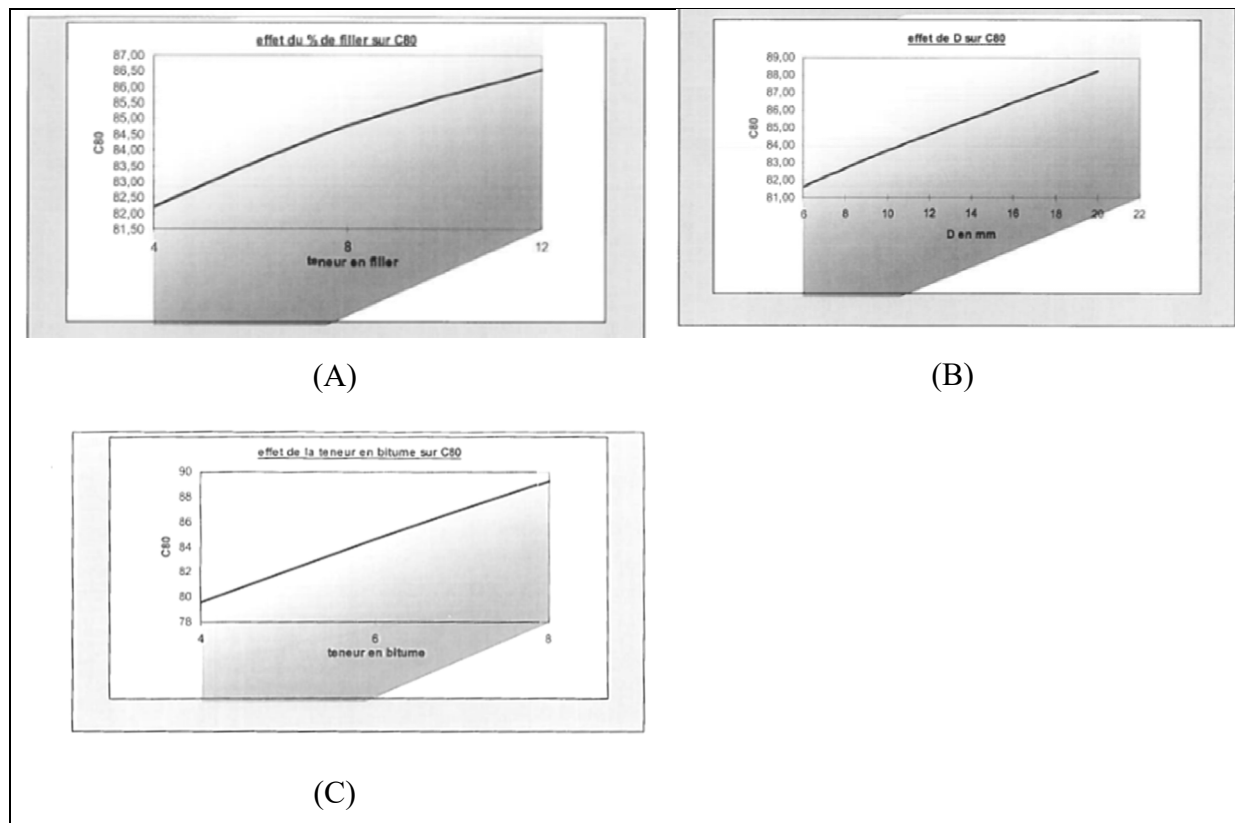 effet du % de filler sur C80
87,00
86,50
86,00
85,50
85,00
84,50
84,00
83,50
83,00
82,50
82,00
81,50
C80
4 8 12
teneur en filler
(A)
effet de D sur C80
89,00
88,00
87,00
86,00
85,00
84,00
83,00
82,00
81,00
C80
6 8 10 12 14 16 18 20 22
D en mm
(B)
effet de la teneur en bitume sur C80
90
88
86
84
82
80
78
C80
4 6 8
teneur en bitume
(C)